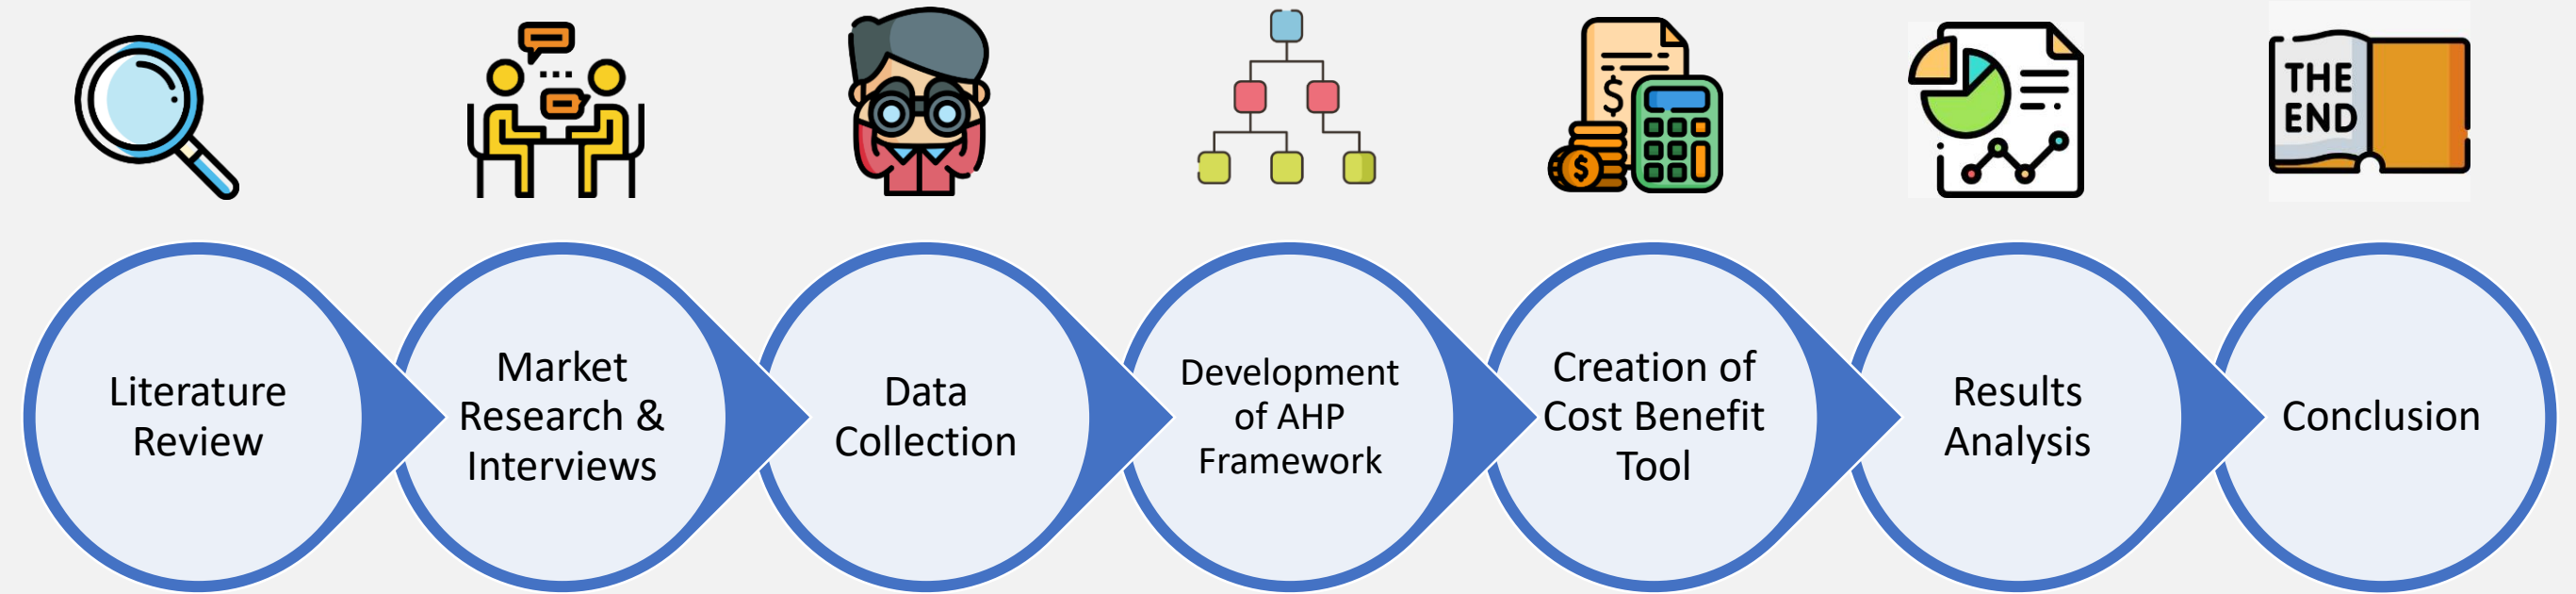 $
$
THE
END
Literature
Review
Market
Research &
Interviews
Data
Collection
Development
of AHP
Framework
Creation of
Cost Benefit
Tool
Results
Analysis
Conclusion